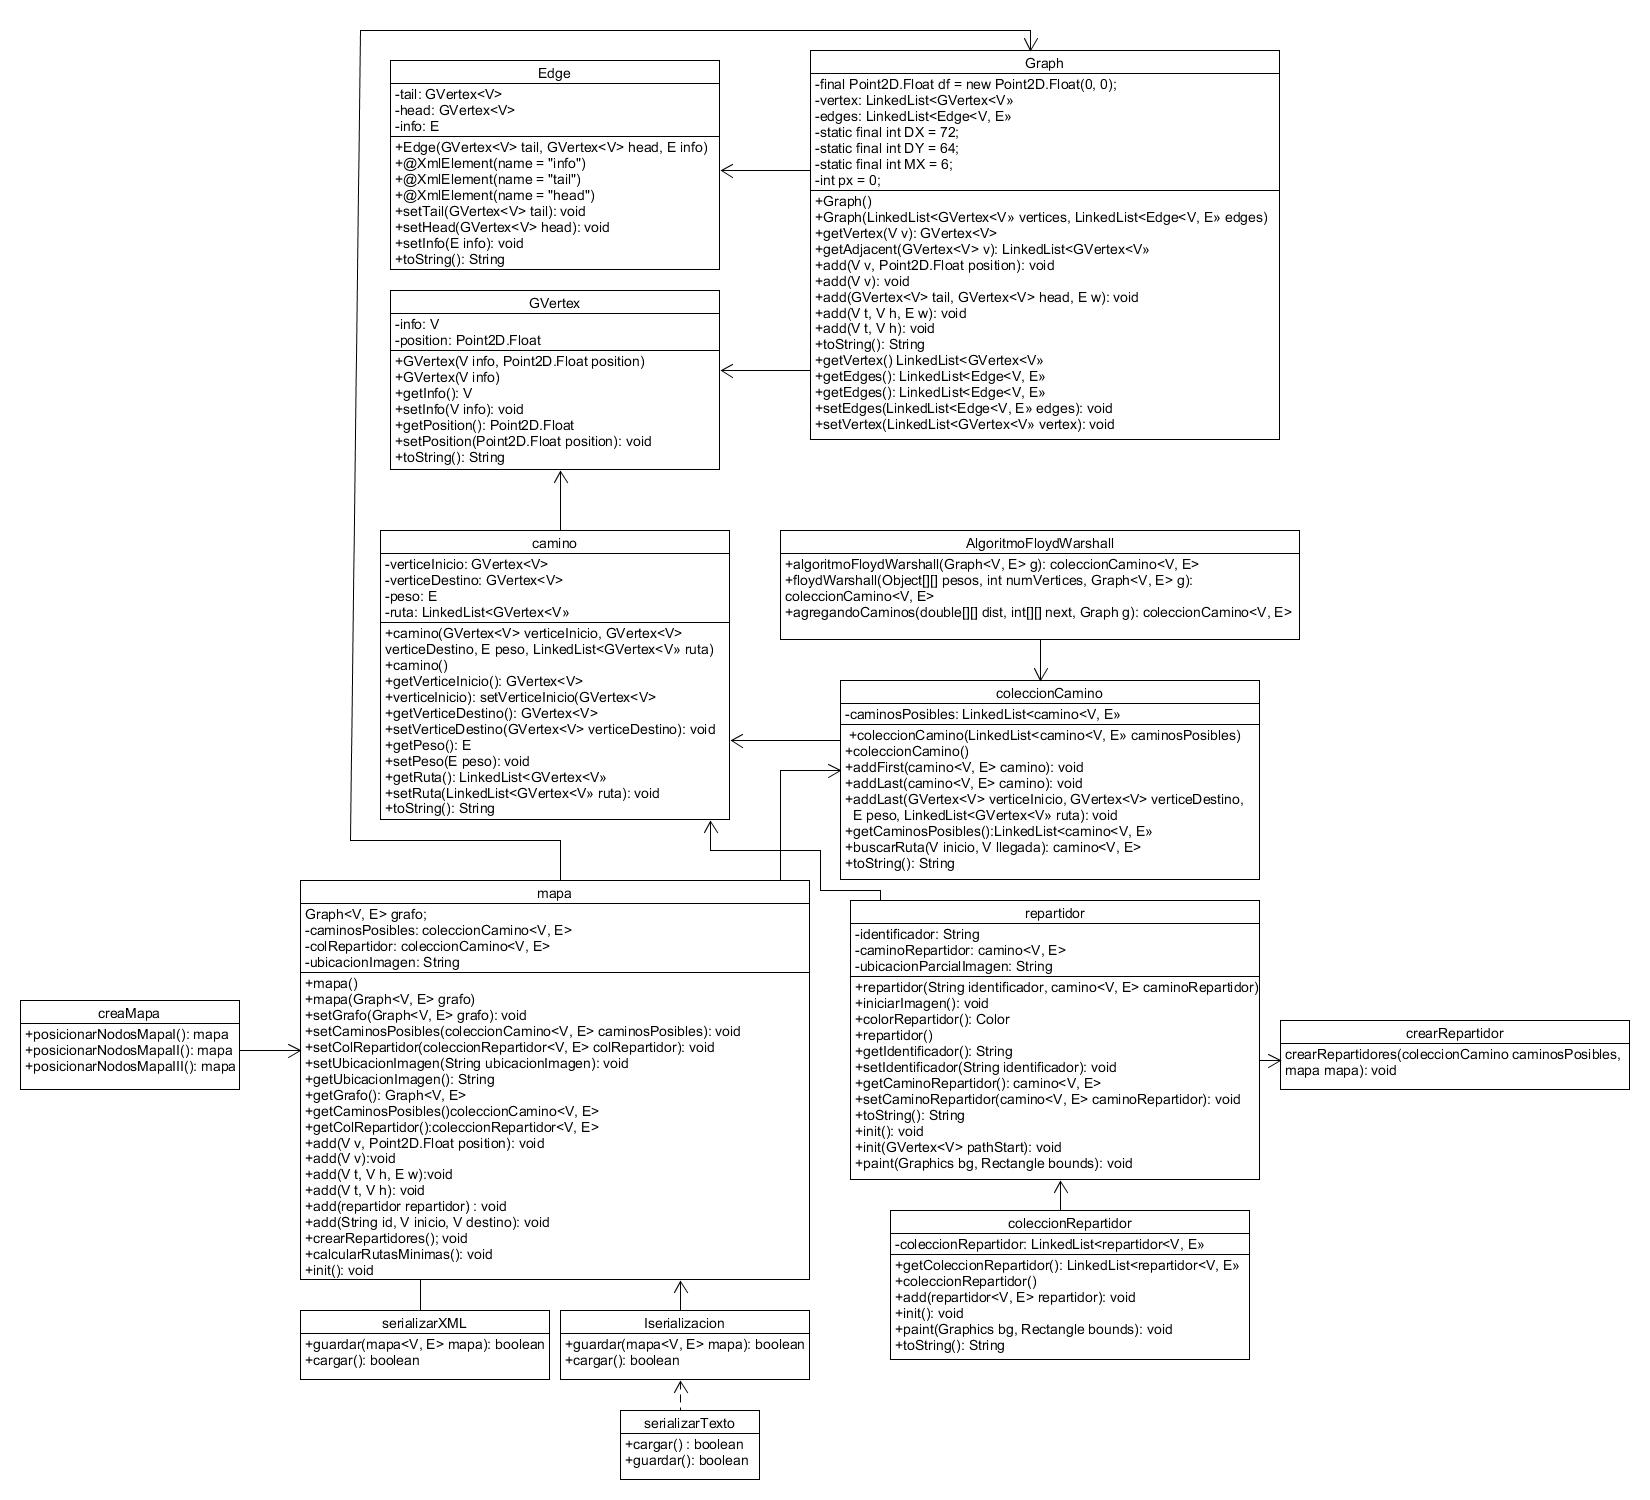 Edge
-tail: GVertex<V>
-head: GVertex<V>
-info: E
+Edge(GVertex<V> tail, GVertex<V> head, E info)
+@XmlElement(name = "info")
+@XmlElement(name = "tail")
+@XmlElement(name = "head")
+setTail(GVertex<V> tail): void
+setHead(GVertex<V> head): void
+setInfo(E info): void
+toString(): String
Graph
-final Point2D.Float df = new Point2D.Float(0, 0);
-vertex: LinkedList<GVertex<V»
-edges: LinkedList<Edge<V, E»
-static final int DX = 72;
-static final int DY = 64;
-static final int MX = 6;
-int px = 0;
+Graph()
+Graph(LinkedList<GVertex<V» vertices, LinkedList<Edge<V, E» edges)
+getVertex(V v): GVertex<V>
+getAdjacent(GVertex<V> v): LinkedList<GVertex<V»
+add(V v, Point2D.Float position): void
+add(V v): void
+add(GVertex<V> tail, GVertex<V> head, E w): void
+add(V t, V h, E w): void
+add(V t, V h): void
+toString(): String
+getVertex() LinkedList<GVertex<V»
+getEdges(): LinkedList<Edge<V, E»
+getEdges(): LinkedList<Edge<V, E»
+setEdges(LinkedList<Edge<V, E» edges): void
+setVertex(LinkedList<GVertex<V» vertex): void
GVertex
-info: V
-position: Point2D.Float
+GVertex(V info, Point2D.Float position)
+GVertex(V info)
+getInfo(): V
+setInfo(V info): void
+getPosition(): Point2D.Float
+setPosition(Point2D.Float position): void
+toString(): String
camino
-verticeInicio: GVertex<V>
-verticeDestino: GVertex<V>
-peso: E
-ruta: LinkedList<GVertex<V»
+camino(GVertex<V> verticeInicio, GVertex<V>
verticeDestino, E peso, LinkedList<GVertex<V» ruta)
+camino()
+getVerticeInicio(): GVertex<V>
+verticeInicio): setVerticeInicio(GVertex<V>
+getVerticeDestino(): GVertex<V>
+setVerticeDestino(GVertex<V> verticeDestino): void
+getPeso(): E
+setPeso(E peso): void
+getRuta(): LinkedList<GVertex<V»
+setRuta(LinkedList<GVertex<V» ruta): void
+toString(): String
AlgoritmoFloydWarshall
+algoritmoFloydWarshall(Graph<V, E> g): coleccionCamino<V, E>
+floydWarshall(Object[][] pesos, int numVertices, Graph<V, E> g):
coleccionCamino<V, E>
+agregandoCaminos(double[][] dist, int[][] next, Graph g): coleccionCamino<V, E>
coleccionCamino
-caminosPosibles: LinkedList<camino<V, E»
+coleccionCamino(LinkedList<camino<V, E» caminosPosibles)
+coleccionCamino()
+addFirst(camino<V, E> camino): void
+addLast(camino<V, E> camino): void
+addLast(GVertex<V> verticeInicio, GVertex<V> verticeDestino,
E peso, LinkedList<GVertex<V» ruta): void
+getCaminosPosibles():LinkedList<camino<V, E»
+buscarRuta(V inicio, V llegada): camino<V, E>
+toString(): String
mapa
Graph<V, E> grafo;
-caminosPosibles: coleccionCamino<V, E>
-colRepartidor: coleccionCamino<V, E>
-ubicacionImagen: String
+mapa()
+mapa(Graph<V, E> grafo)
+setGrafo(Graph<V, E> grafo): void
+setCaminosPosibles(coleccionCamino<V, E> caminosPosibles): void
+setColRepartidor(coleccionRepartidor<V, E> colRepartidor): void
+setUbicacionImagen(String ubicacionImagen): void
+getUbicacionImagen(): String
+getGrafo(): Graph<V, E>
+getCaminosPosibles()coleccionCamino<V, E>
+getColRepartidor():coleccionRepartidor<V, E>
+add(V v, Point2D.Float position): void
+add(V v):void
+add(V t, V h, E w):void
+add(V t, V h): void
+add(repartidor repartidor) : void
+add(String id, V inicio, V destino): void
+crearRepartidores(); void
+calcularRutasMinimas(): void
+init(): void
repartidor
-identificador: String
-caminoRepartidor: camino<V, E>
-ubicacionParcialImagen: String
+repartidor(String identificador, camino<V, E> caminoRepartidor)
+iniciarImagen(): void
+colorRepartidor(): Color
+repartidor()
+getIdentificador(): String
+setIdentificador(String identificador): void
+getCaminoRepartidor(): camino<V, E>
+setCaminoRepartidor(camino<V, E> caminoRepartidor): void
+toString(): String
+init(): void
+init(GVertex<V> pathStart): void
+paint(Graphics bg, Rectangle bounds): void
creaMapa
+posicionarNodosMapaI(): mapa
+posicionarNodosMapaII(): mapa
+posicionarNodosMapaIII(): mapa
crearRepartidor
crearRepartidores(coleccionCamino caminosPosibles,
mapa mapa): void
coleccionRepartidor
-coleccionRepartidor: LinkedList<repartidor<V, E»
+getColeccionRepartidor(): LinkedList<repartidor<V, E»
+coleccionRepartidor()
+add(repartidor<V, E> repartidor): void
+init(): void
+paint(Graphics bg, Rectangle bounds): void
+toString(): String
serializarXML
+guardar(mapa<V, E> mapa): boolean
+cargar(): boolean
Iserializacion
+guardar(mapa<V, E> mapa): boolean
+cargar(): boolean
serializarTexto
+cargar() : boolean
+guardar(): boolean